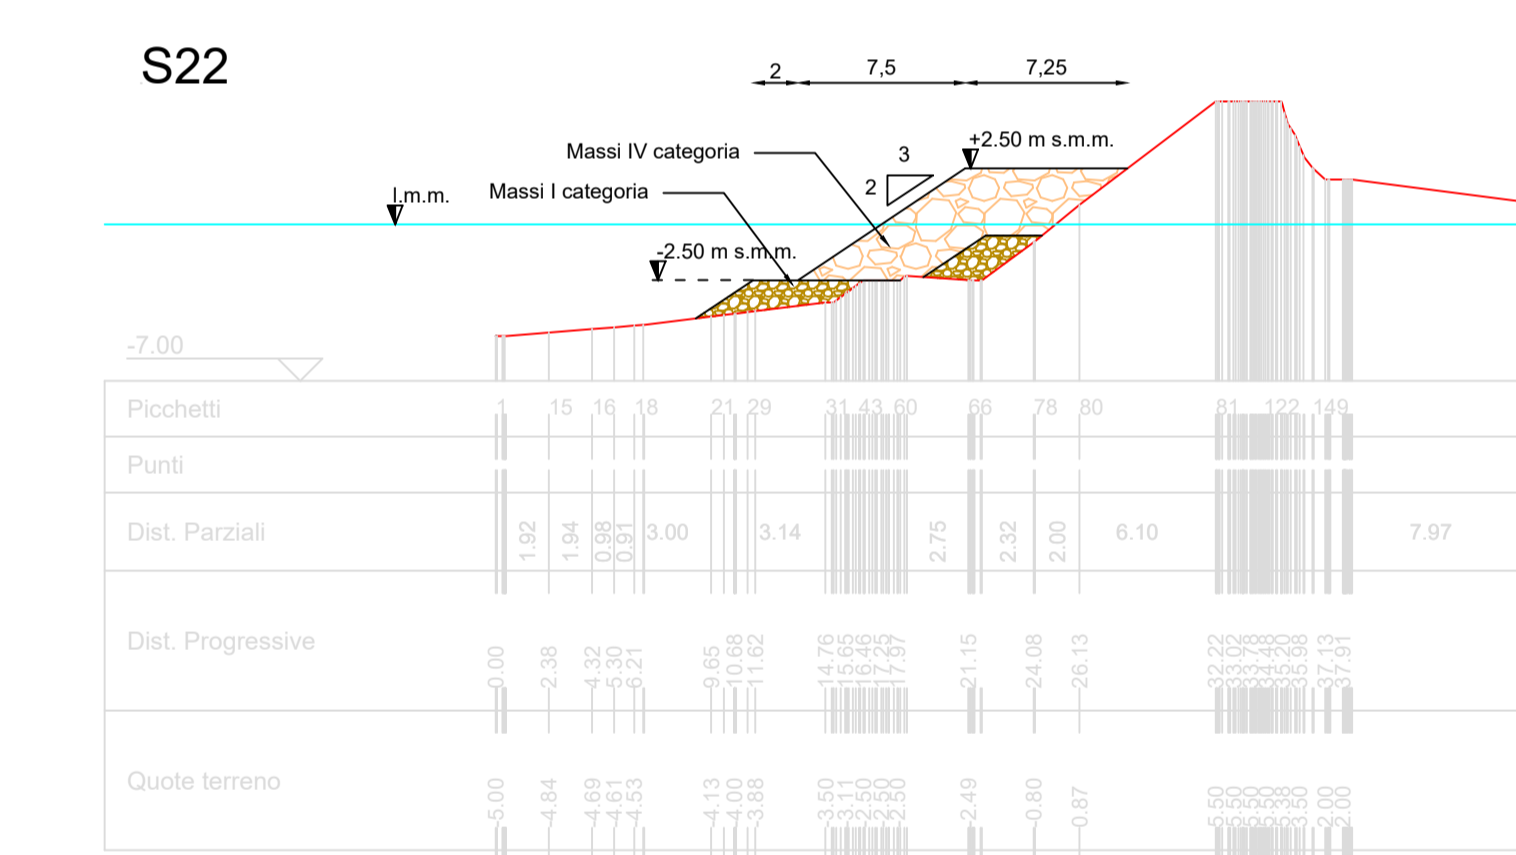 S22
2 7,5 7,25
+2.50 m s.m.m.
3
Massi IV categoria
2
Massi I categoria
l.m.m.
-2.50 m s.m.m.
-7.00
Picchetti 1 15 16 18 21 29 31 43 60 66 78 80 81 122 149
Punti
Dist. Parziali 1.92 1.94 0.98 0.91 3.00 3.14 2.75 2.32 2.00 6.10 7.97
Dist. Progressive 0.00 2.38 4.32 5.30 6.21 9.65 10.68 11.62 14.76 15.65 16.46 17.25 17.97 21.15 24.08 26.13 32.22 33.02 33.78 34.48 35.20 35.98 37.13 37.91
Quote terreno -5.00 -4.84 -4.69 -4.61 -4.53 -4.13 -4.00 -3.88 -3.50 -3.11 -2.50 -2.50 -2.50 -2.49 -0.80 0.87 5.50 5.50 5.50 5.50 5.38 3.50 2.00 2.00